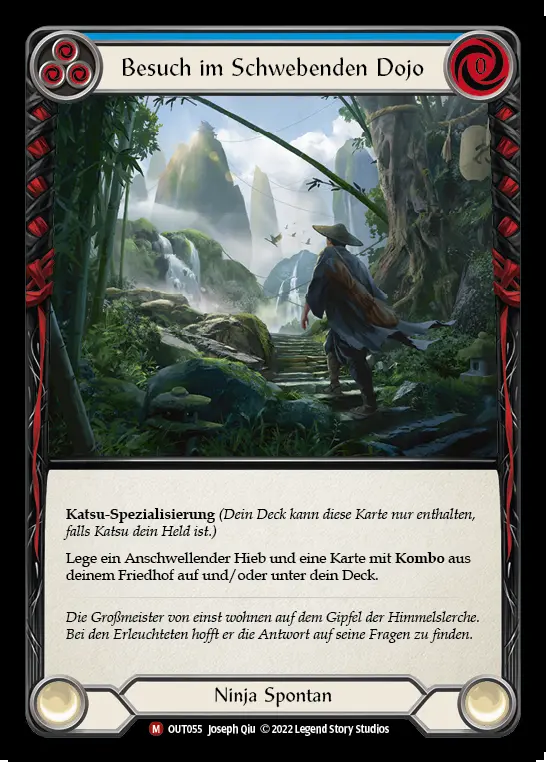 Besuch im Schwebenden Dojo
0
Katsu-Spezialisierung (Dein Deck kann diese Karte nur enthalten,
falls Katsu dein Held ist.)
Lege ein Anschwellender Hieb und eine Karte mit Kombo aus
deinem Friedhof auf und/oder unter dein Deck.
Die Großmeister von einst wohnen auf dem Gipfel der Himmelslerche.
Bei den Erleuchteten hofft er die Antwort auf seine Fragen zu finden.
Ninja Spontan
M OUT055 Joseph Qiu © 2022 Legend Story Studios